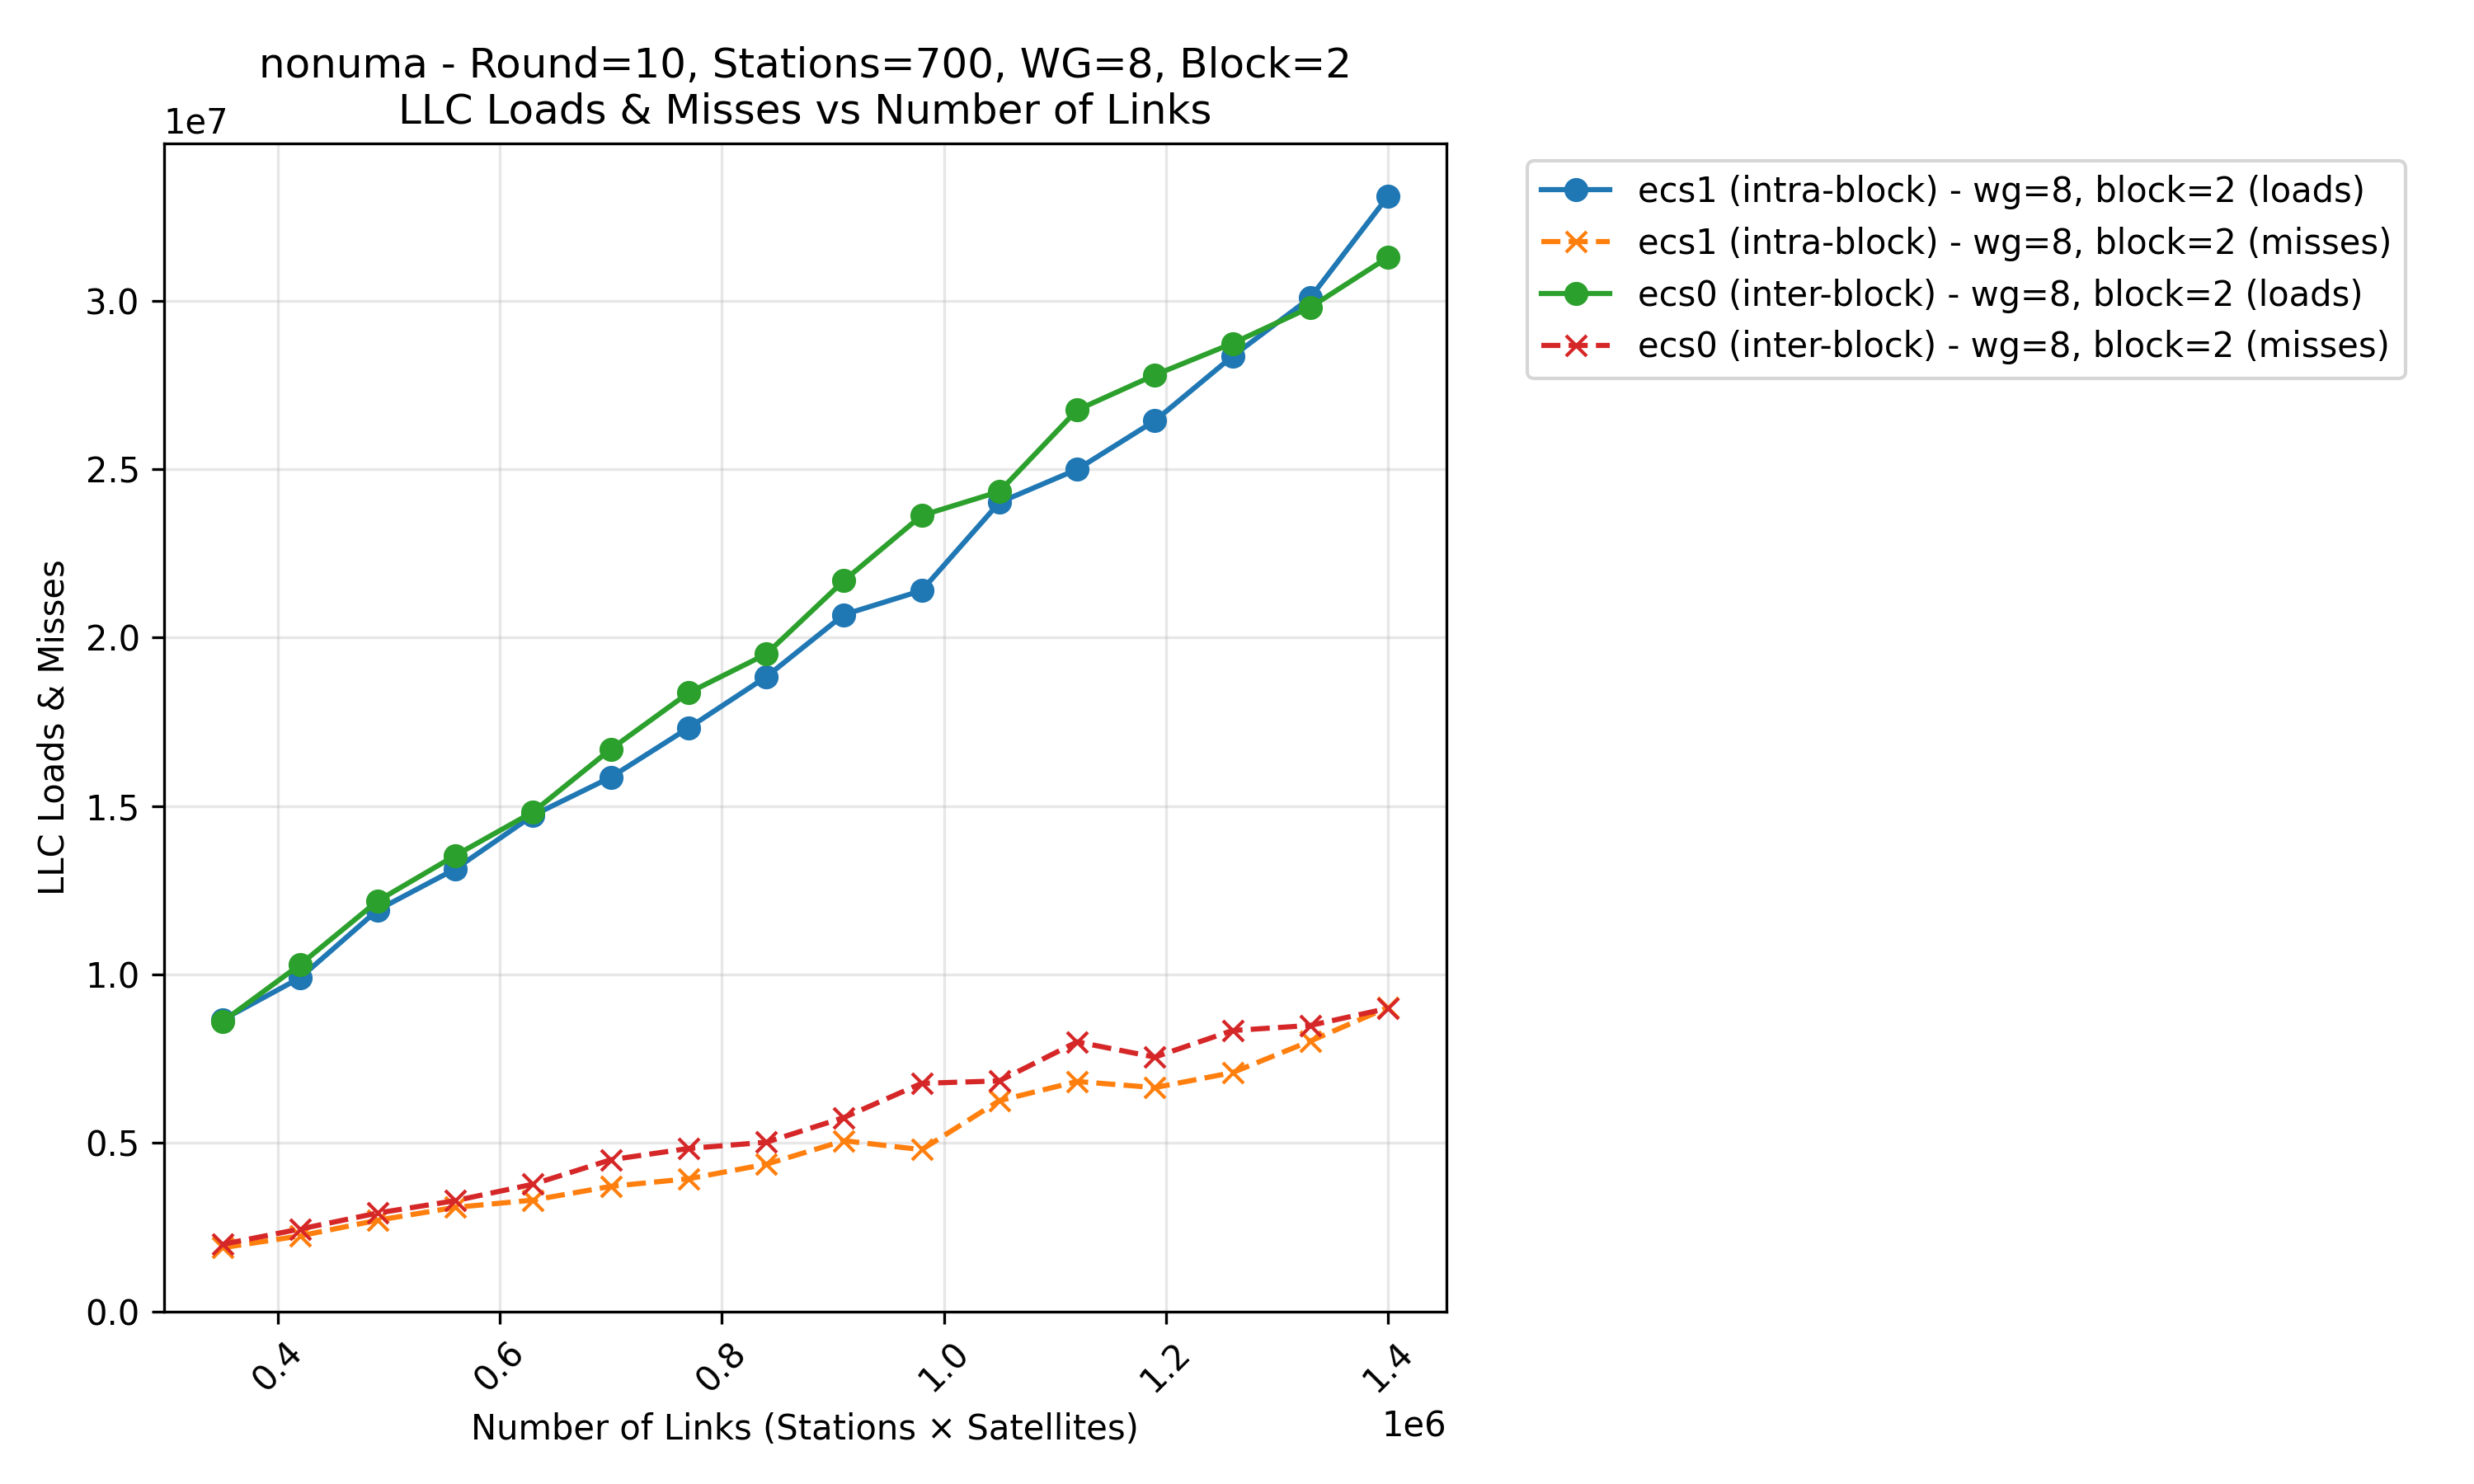 nonuma - Round=10, Stations=700, WG=8, Block=2
LLC Loads & Misses vs Number of Links
1e7
3.0
2.5
2.0
1.5
1.0
0.5
0.0
LLC Loads & Misses
0.4
0.6
0.8
1.0
1.2
1.4
Number of Links (Stations × Satellites)
1e6
ecs1 (intra-block) - wg=8, block=2 (loads)
ecs1 (intra-block) - wg=8, block=2 (misses)
ecs0 (inter-block) - wg=8, block=2 (loads)
ecs0 (inter-block) - wg=8, block=2 (misses)